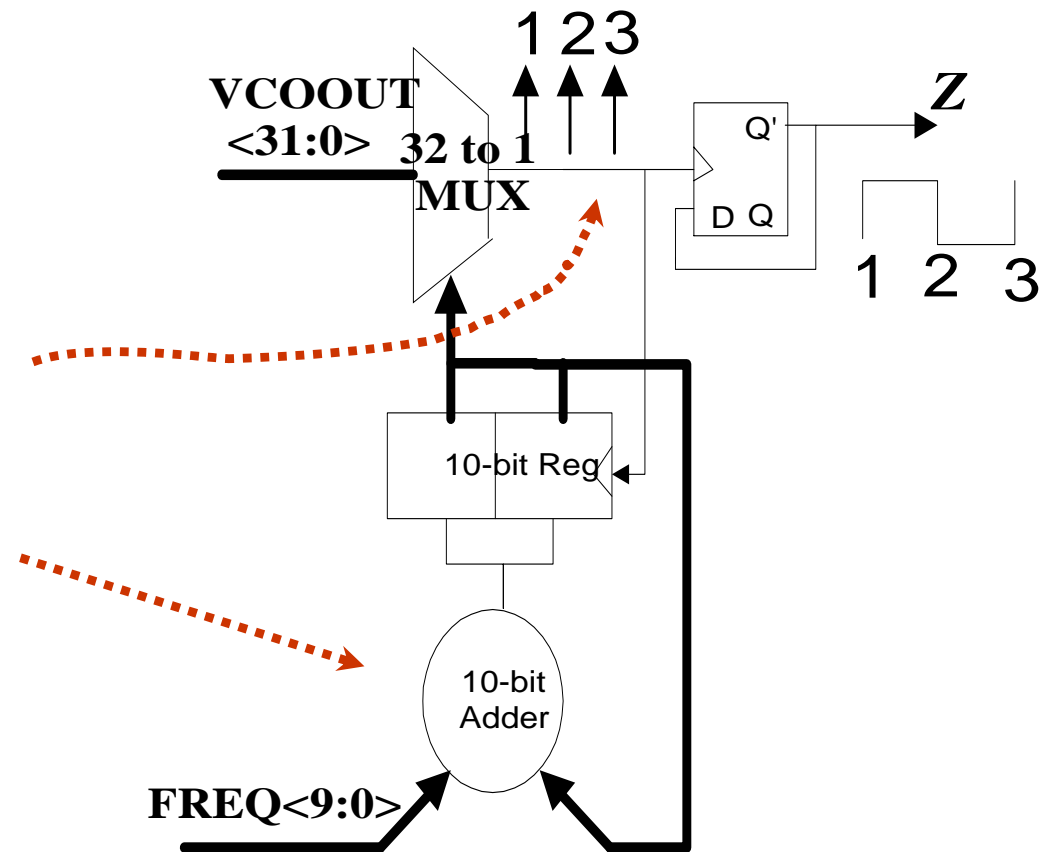 1 2 3
VCOOUT
<31:0>
32 to 1
MUX
Q'
D Q
Z
1 2 3
10-bit Reg
10-bit
Adder
FREQ<9:0>